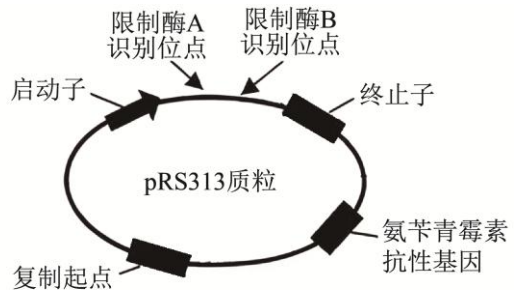 限制酶A
识别位点
限制酶B
识别位点
启动子
终止子
pRS313质粒
氨苄青霉素
抗性基因
复制起点